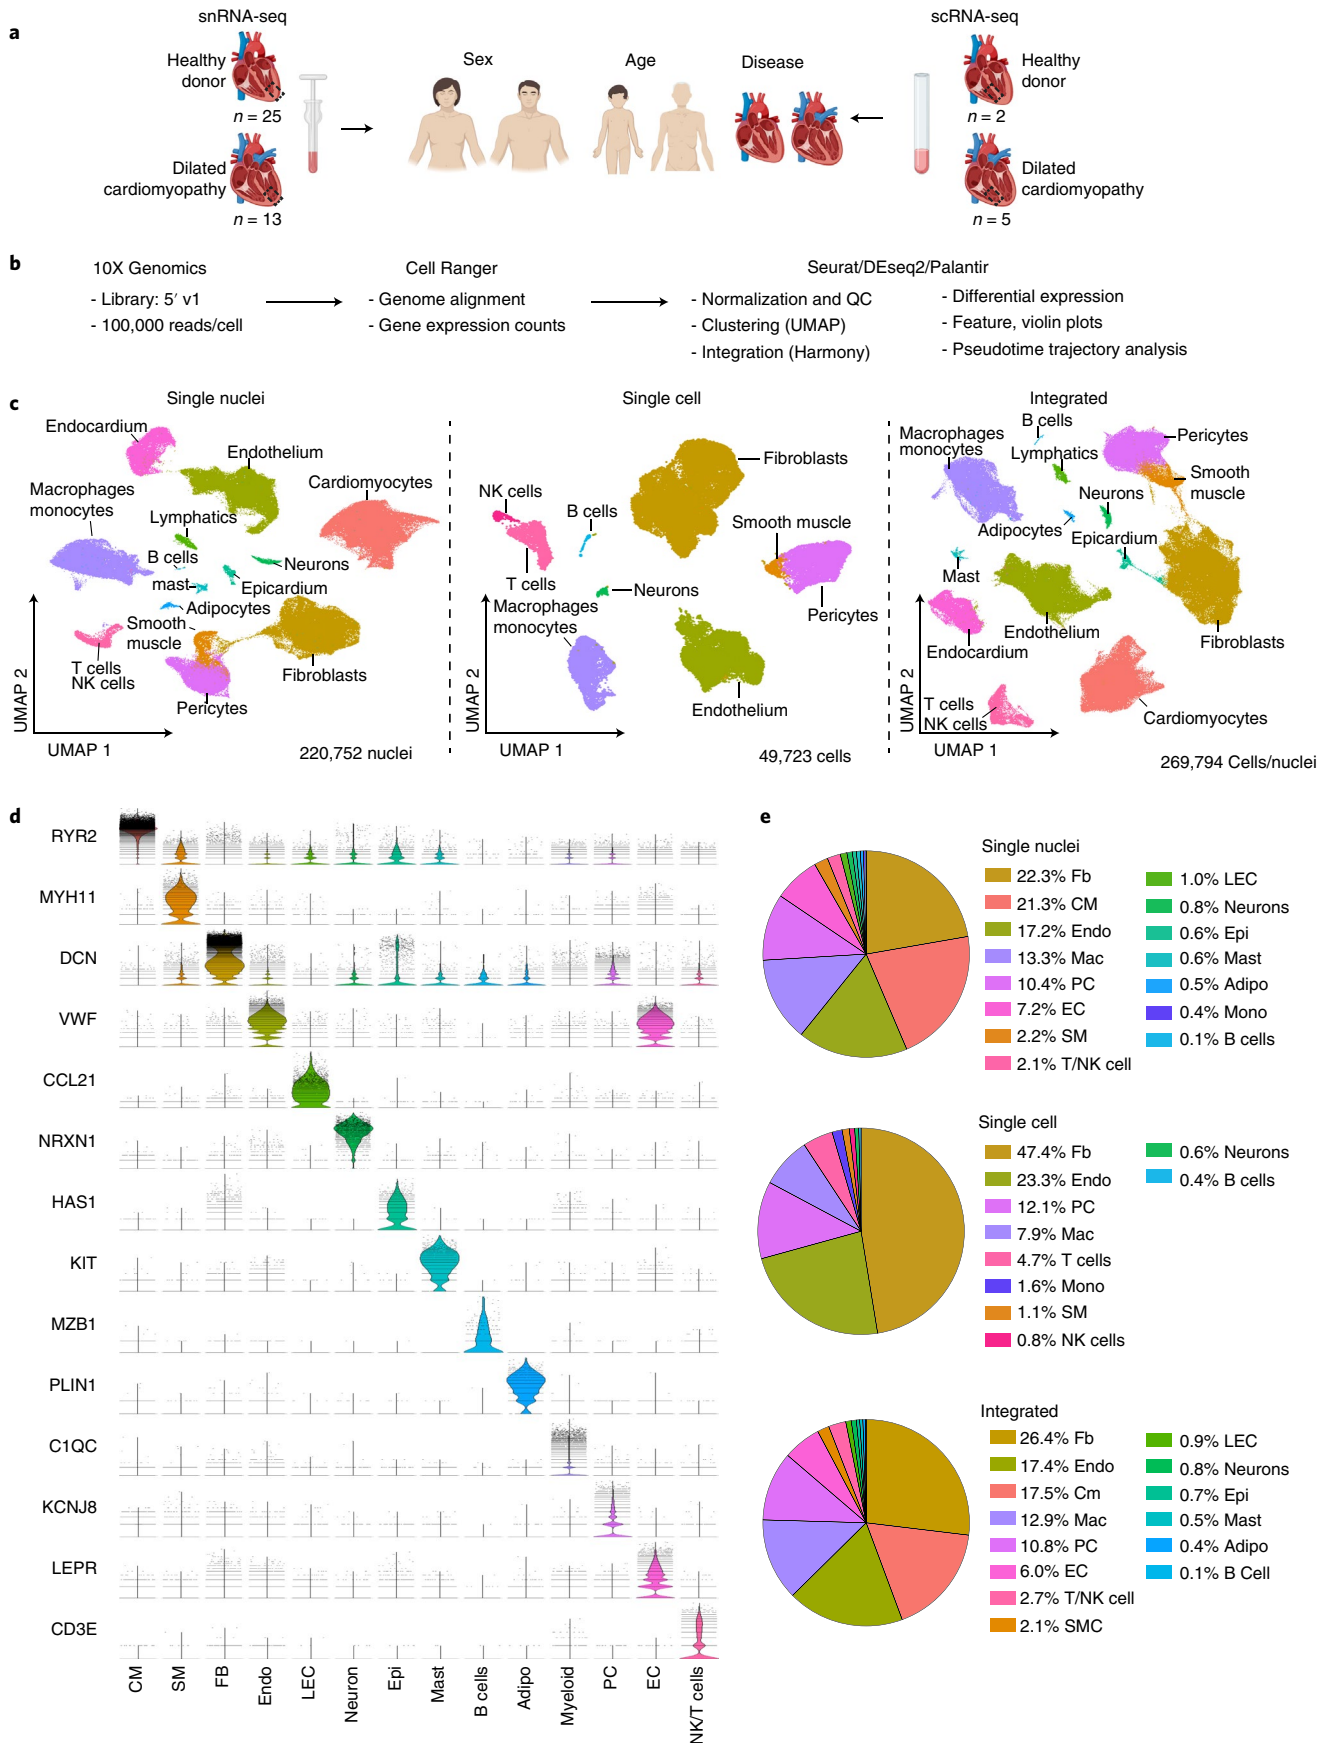 a
snRNA-seq
Healthy
donor
n = 25
Dilated
cardiomyopathy
n = 13
Sex
Age
Disease
scRNA-seq
Healthy
donor
n = 2
Dilated
cardiomyopathy
n = 5
b
10X Genomics
- Library: 5′ v1
- 100,000 reads/cell
Cell Ranger
- Genome alignment
- Gene expression counts
Seurat/DEseq2/Palantir
- Normalization and QC
- Clustering (UMAP)
- Integration (Harmony)
- Differential expression
- Feature, violin plots
- Pseudotime trajectory analysis
c
Single nuclei
Endocardium
Endothelium
Macrophages
monocytes
Cardiomyocytes
Lymphatics
B cells
Neurons
mast
Epicardium
Adipocytes
Smooth
muscle
T cells
NK cells
Fibroblasts
Pericytes
UMAP 2
UMAP 1
220,752 nuclei
Single cell
Fibroblasts
NK cells
B cells
Smooth muscle
T cells
Neurons
Macrophages
monocytes
Pericytes
Endothelium
UMAP 2
UMAP 1
49,723 cells
Integrated
B cells
Macrophages
monocytes
Lymphatics
Pericytes
Smooth
muscle
Neurons
Adipocytes
Epicardium
Mast
Endothelium
Endocardium
Fibroblasts
T cells
NK cells
Cardiomyocytes
UMAP 2
UMAP 1
269,794 Cells/nuclei
d
RYR2
MYH11
DCN
VWF
CCL21
NRXN1
HAS1
KIT
MZB1
PLIN1
C1QC
KCNJ8
LEPR
CD3E
CM
SM
FB
Endo
LEC
Neuron
Epi
Mast
B cells
Adipo
Myeloid
PC
EC
NK/T cells
e
Single nuclei
22.3% Fb
21.3% CM
17.2% Endo
13.3% Mac
10.4% PC
7.2% EC
2.2% SM
2.1% T/NK cell
1.0% LEC
0.8% Neurons
0.6% Epi
0.6% Mast
0.5% Adipo
0.4% Mono
0.1% B cells
Single cell
47.4% Fb
23.3% Endo
12.1% PC
7.9% Mac
4.7% T cells
1.6% Mono
1.1% SM
0.8% NK cells
0.6% Neurons
0.4% B cells
Integrated
26.4% Fb
17.4% Endo
17.5% Cm
12.9% Mac
10.8% PC
6.0% EC
2.7% T/NK cell
2.1% SMC
0.9% LEC
0.8% Neurons
0.7% Epi
0.5% Mast
0.4% Adipo
0.1% B Cell